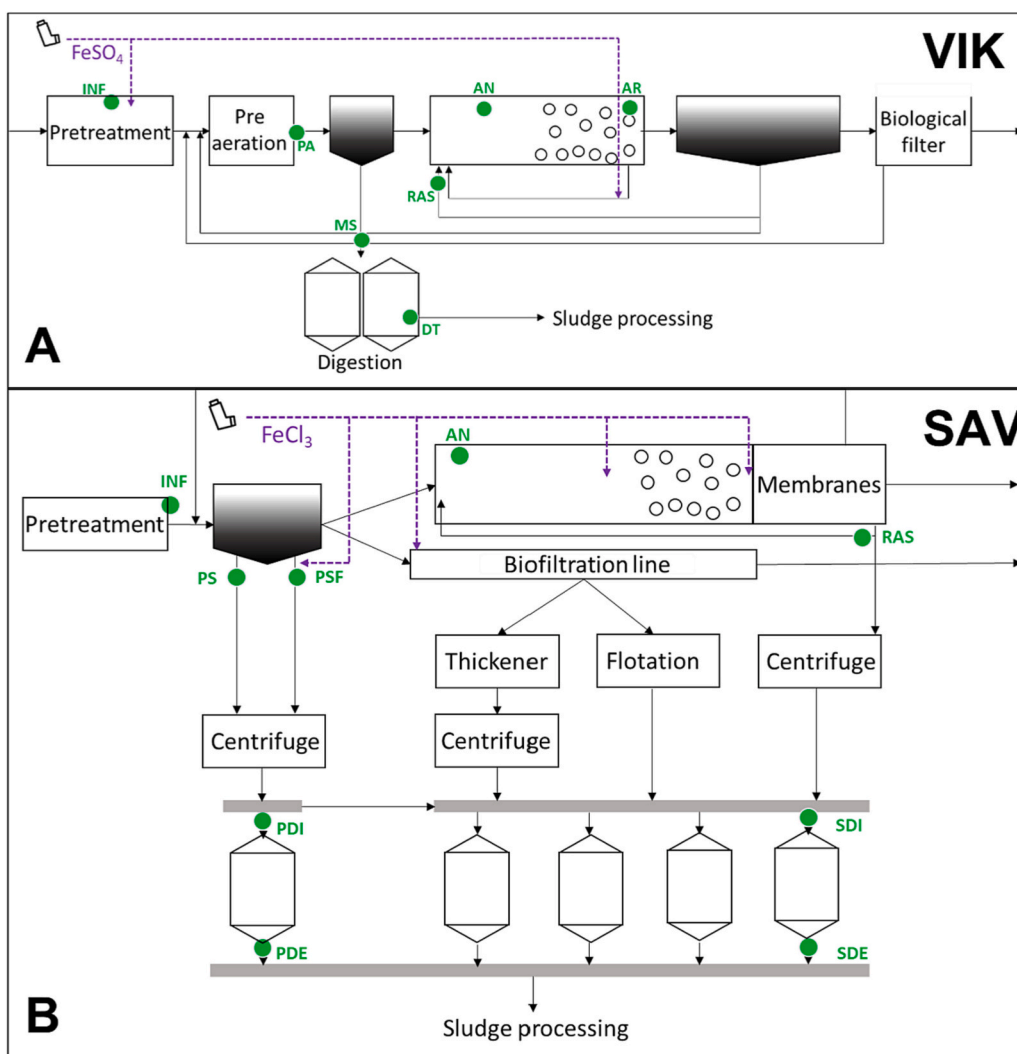 VIK
FeSO₄
INF
AN
AR
Pretreatment
Pre
aeration
PA
Biological
filter
RAS
MS
DT
Sludge processing
Digestion
A
SAV
FeCl₃
AN
INF
Pretreatment
Membranes
RAS
Biofiltration line
PS
PSF
Thickener
Flotation
Centrifuge
Centrifuge
Centrifuge
PDI
SDI
PDE
SDE
Sludge processing
B